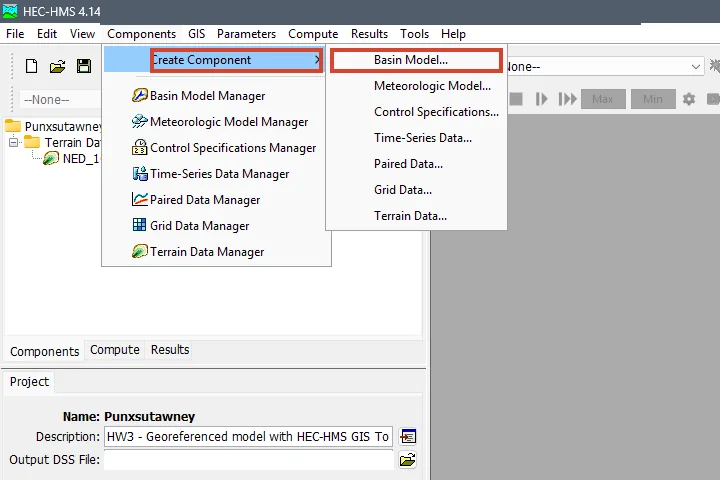 HEC-HMS 4.14
File Edit View Components GIS Parameters Compute Results Tools Help
Create Component
Basin Model...
None--
Meteorologic Model...
--None--
Basin Model Manager
Control Specifications...
Max Min
Punxsutawney
Meteorologic Model Manager
Time-Series Data...
Terrain Dat
Control Specifications Manager
Paired Data...
NED_1
Time-Series Data Manager
Grid Data...
Paired Data Manager
Terrain Data...
Grid Data Manager
Terrain Data Manager
Components Compute Results
Project
Name: Punxsutawney
Description: HW3 - Georeferenced model with HEC-HMS GIS To
Output DSS File: